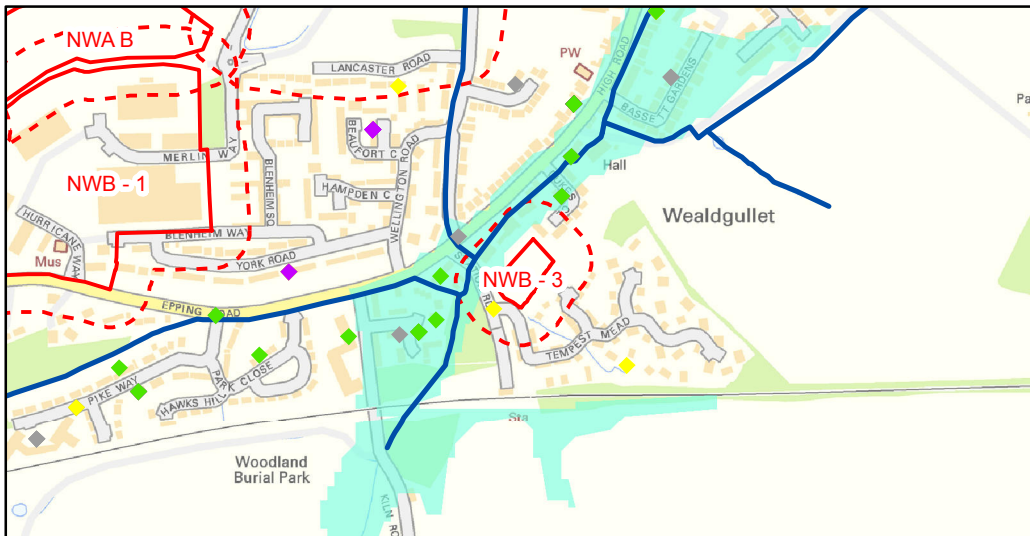 NWA B
LANCASTER ROAD
PW
HIGH ROAD
BASSETT GARDENS
Pa
BEAUFORT C
MERLIN WAY
BLENHEIM SQ
WELLINGTON ROAD
Hall
NWB - 1
HAMPDEN C
HURRICANE WAY
Wealdgullet
BLENHEIM WAY
Mus
YORK ROAD
NWB - 3
EPPING ROAD
TEMPEST MEAD
PIKE WAY
PARK CLOSE
HAWKS HIL
Sta
Woodland
Burial Park
KILN RO